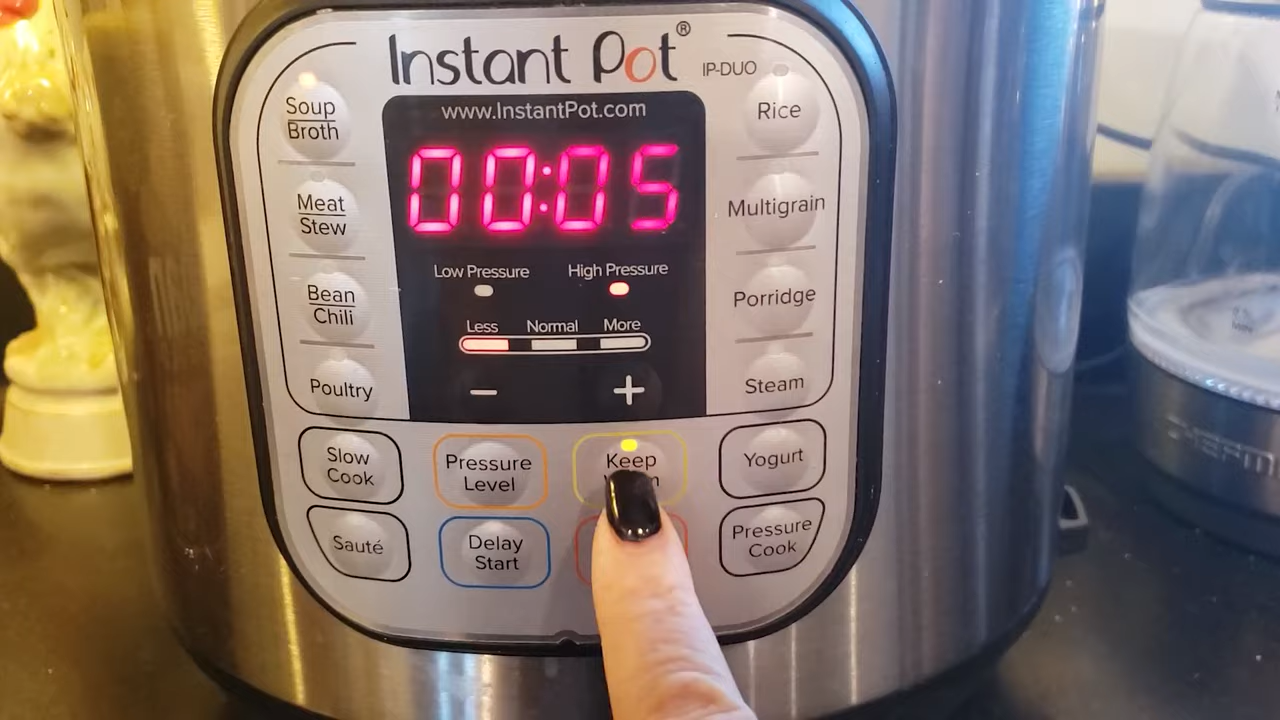 Instant Pot®
IP-DUO
www.InstantPot.com
00:05
Low Pressure
High Pressure
Less
Normal
More
Soup
Broth
Meat
Stew
Bean
Chili
Poultry
Rice
Multigrain
Porridge
Steam
Slow
Cook
Pressure
Level
Keep
Yogurt
Sauté
Delay
Start
Pressure
Cook